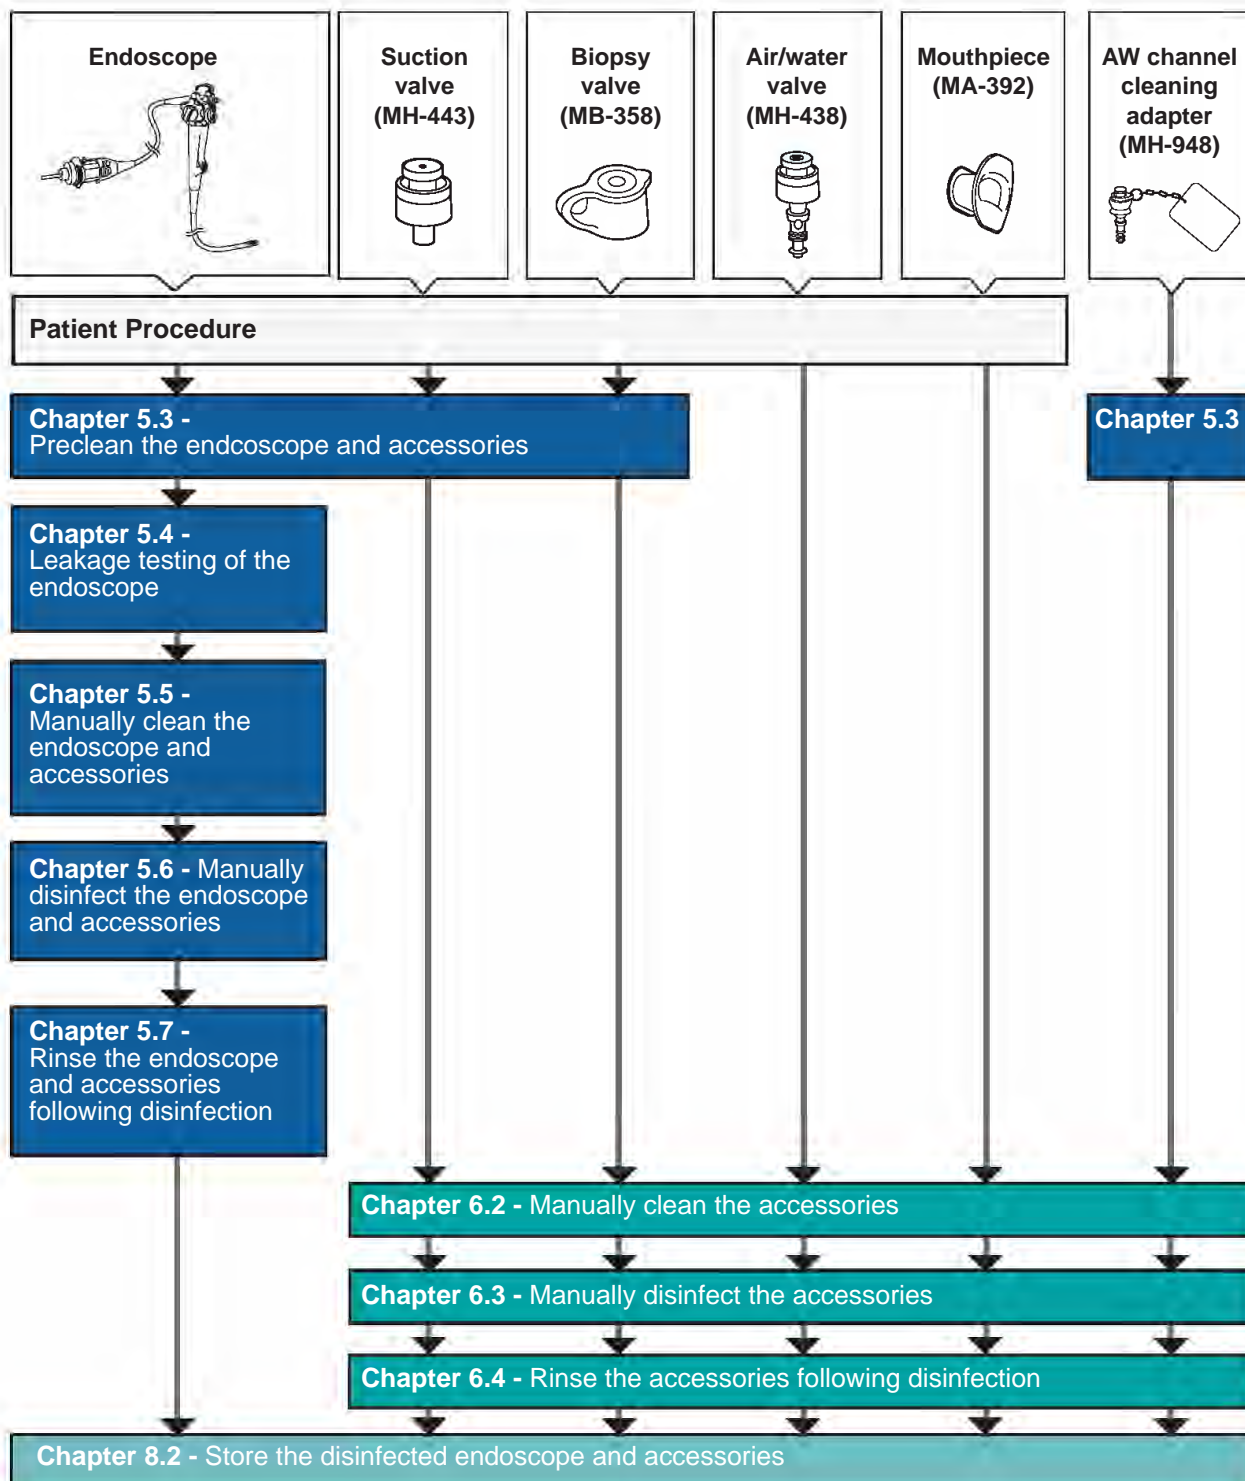 Endoscope
Suction
valve
(MH-443)
Biopsy
valve
(MB-358)
Air/water
valve
(MH-438)
Mouthpiece
(MA-392)
AW channel
cleaning
adapter
(MH-948)
Patient Procedure
Chapter 5.3 -
Preclean the endcoscope and accessories
Chapter 5.3
Chapter 5.4 -
Leakage testing of the
endoscope
Chapter 5.5 -
Manually clean the
endoscope and
accessories
Chapter 5.6 - Manually
disinfect the endoscope
and accessories
Chapter 5.7 -
Rinse the endoscope
and accessories
following disinfection
Chapter 6.2 - Manually clean the accessories
Chapter 6.3 - Manually disinfect the accessories
Chapter 6.4 - Rinse the accessories following disinfection
Chapter 8.2 - Store the disinfected endoscope and accessories